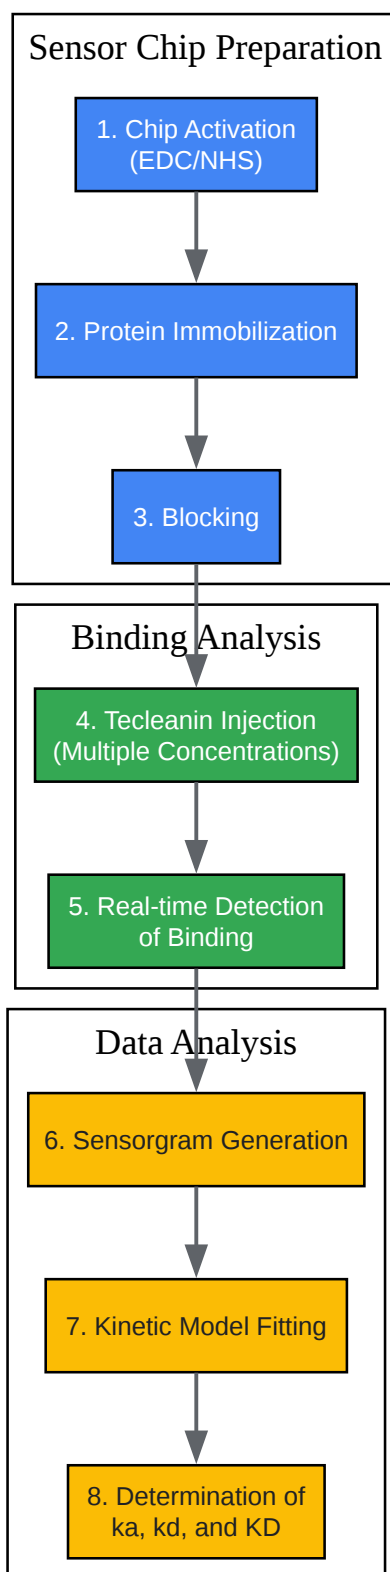 Sensor Chip Preparation
1. Chip Activation
(EDC/NHS)
2. Protein Immobilization
3. Blocking
Binding Analysis
4. Tecleanin Injection
(Multiple Concentrations)
5. Real-time Detection
of Binding
Data Analysis
6. Sensorgram Generation
7. Kinetic Model Fitting
8. Determination of
ka, kd, and KD